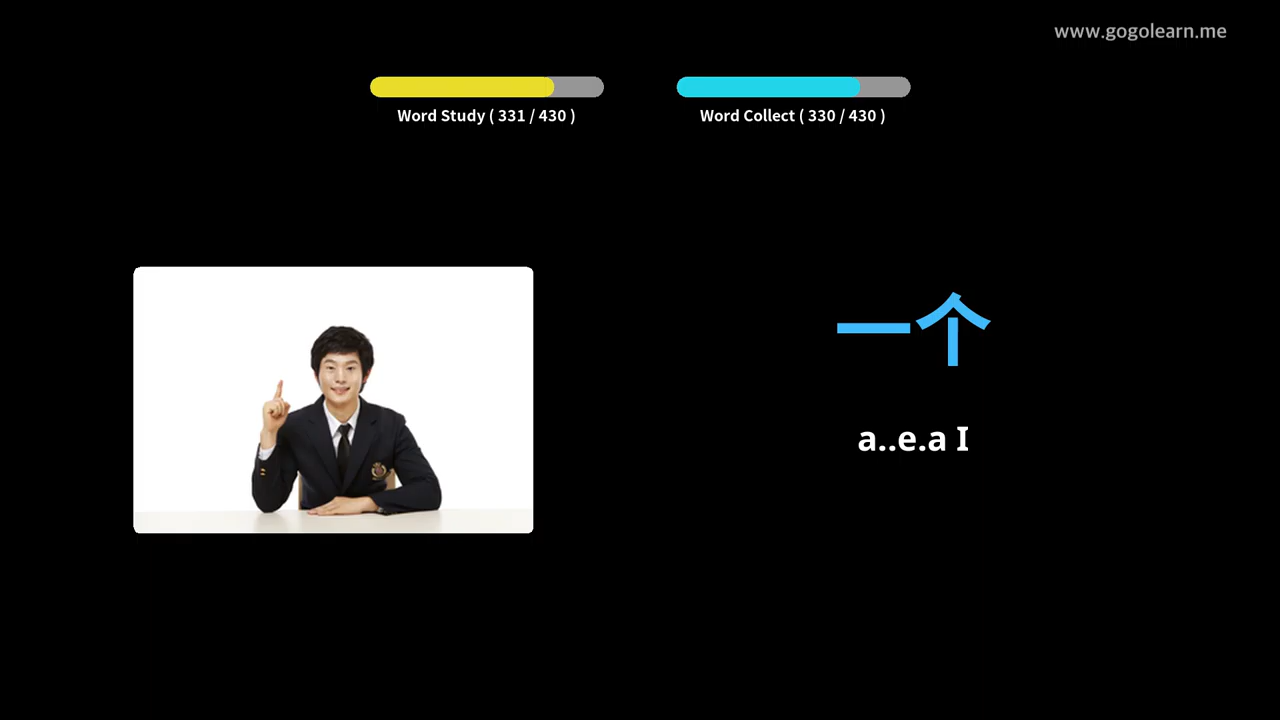 www.gogolearn.me
Word Study ( 331 / 430 )
Word Collect ( 330 / 430 )
一个
a..e.a I